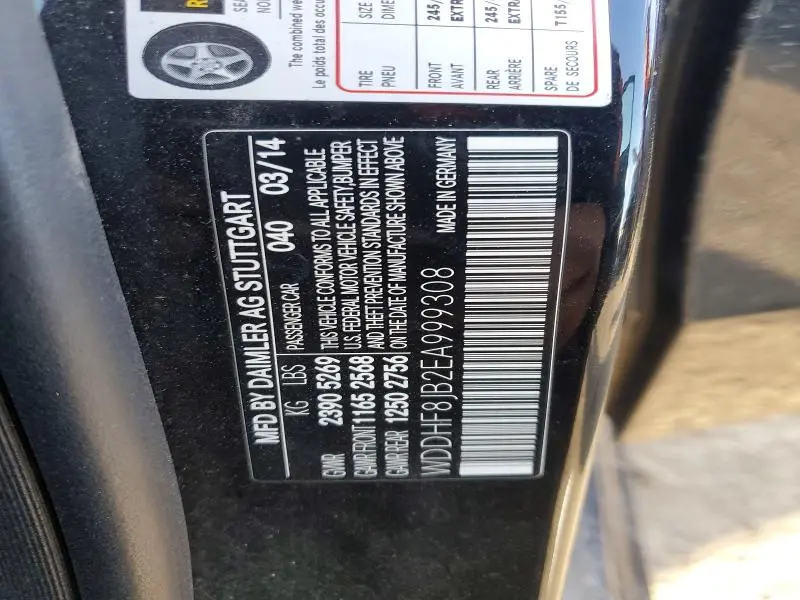 The combined we
Le poids total des occu
TIRE
PNEU
SIZE
DIME
FRONT
AVANT
245/
EXTR
REAR
ARRIÈRE
245/
EXTRA
SPARE
DE SECOURS
T155/
MFD BY DAIMLER AG STUTTGART
KG LBS PASSENGER CAR 040 03/14
GVWR 2390 5269 THIS VEHICLE CONFORMS TO ALL APPLICABLE
U.S. FEDERAL MOTOR VEHICLE SAFETY,BUMPER
GAWR-FRONT 1165 2568 AND THEFT PREVENTION STANDARDS IN EFFECT
GAWR-REAR 1250 2756 ON THE DATE OF MANUFACTURE SHOWN ABOVE
WDDHF8JB2EA999308 MADE IN GERMANY